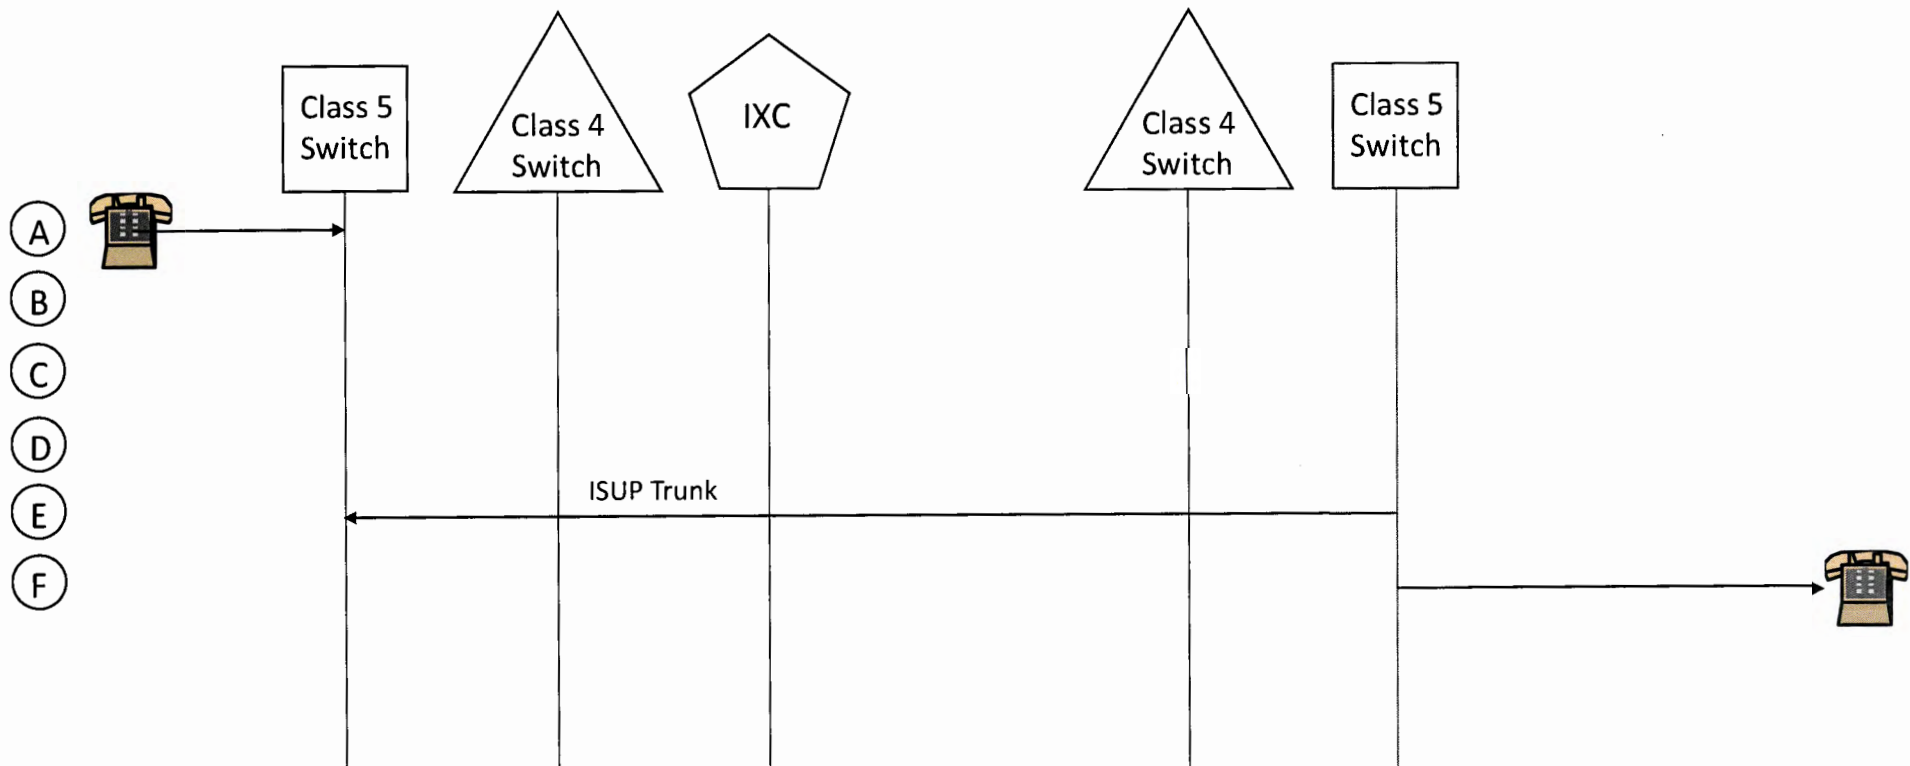 Class 5
Switch
Class 4
Switch
IXC
Class 4
Switch
Class 5
Switch
A
B
C
D
E
F
ISUP Trunk